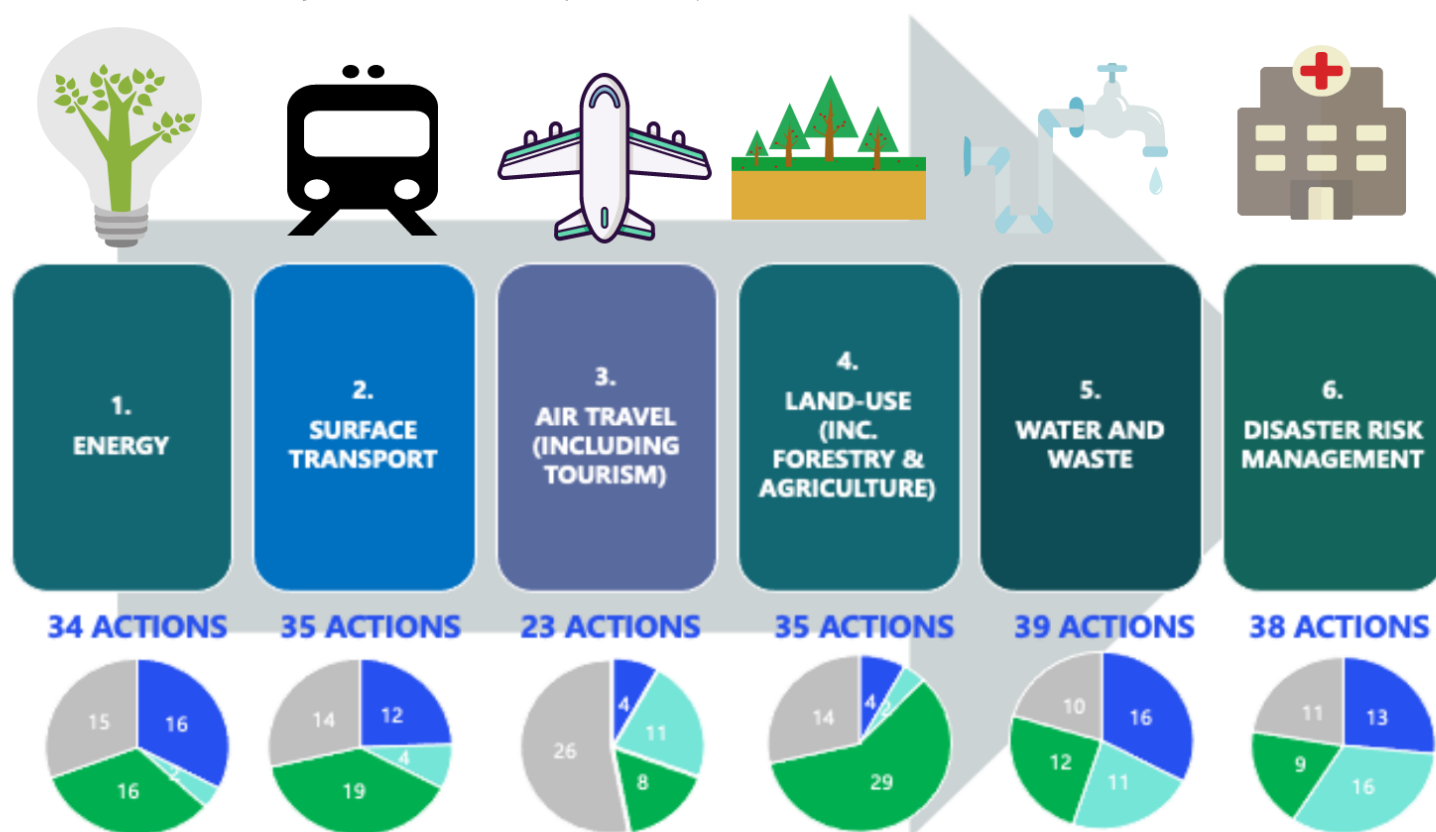 1.
ENERGY
2.
SURFACE
TRANSPORT
3.
AIR TRAVEL
(INCLUDING
TOURISM)
4.
LAND-USE
(INC.
FORESTRY &
AGRICULTURE)
5.
WATER AND
WASTE
6.
DISASTER RISK
MANAGEMENT
34 ACTIONS
35 ACTIONS
23 ACTIONS
35 ACTIONS
39 ACTIONS
38 ACTIONS
15
16
2
16
14
12
4
19
26
4
11
8
14
4
2
29
10
16
12
11
11
13
9
16